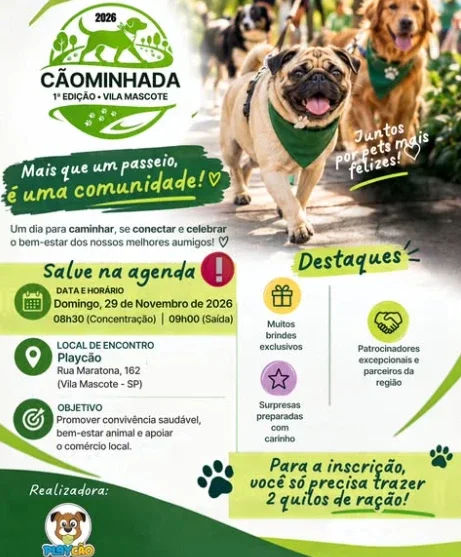 2026
CÃOMINHADA
1ª EDIÇÃO • VILA MASCOTE
Juntos
por pets mais
felizes!
Mais que um passeio,
é uma comunidade!
Um dia para caminhar, se conectar e celebrar
o bem-estar dos nossos melhores aumigos!
Salve na agenda
DATA E HORÁRIO
Domingo, 29 de Novembro de 2026
08h30 (Concentração) | 09h00 (Saída)
LOCAL DE ENCONTRO
Playcão
Rua Maratona, 162
(Vila Mascote - SP)
OBJETIVO
Promover convivência saudável,
bem-estar animal e apoiar
o comércio local.
Destaques
Muitos
brindes
exclusivos
Patrocinadores
excepcionais e
parceiros da
região
Surpresas
preparadas
com
carinho
Para a inscrição,
você só precisa trazer
2 quilos de ração!
Realizadora:
PLAYCÃO